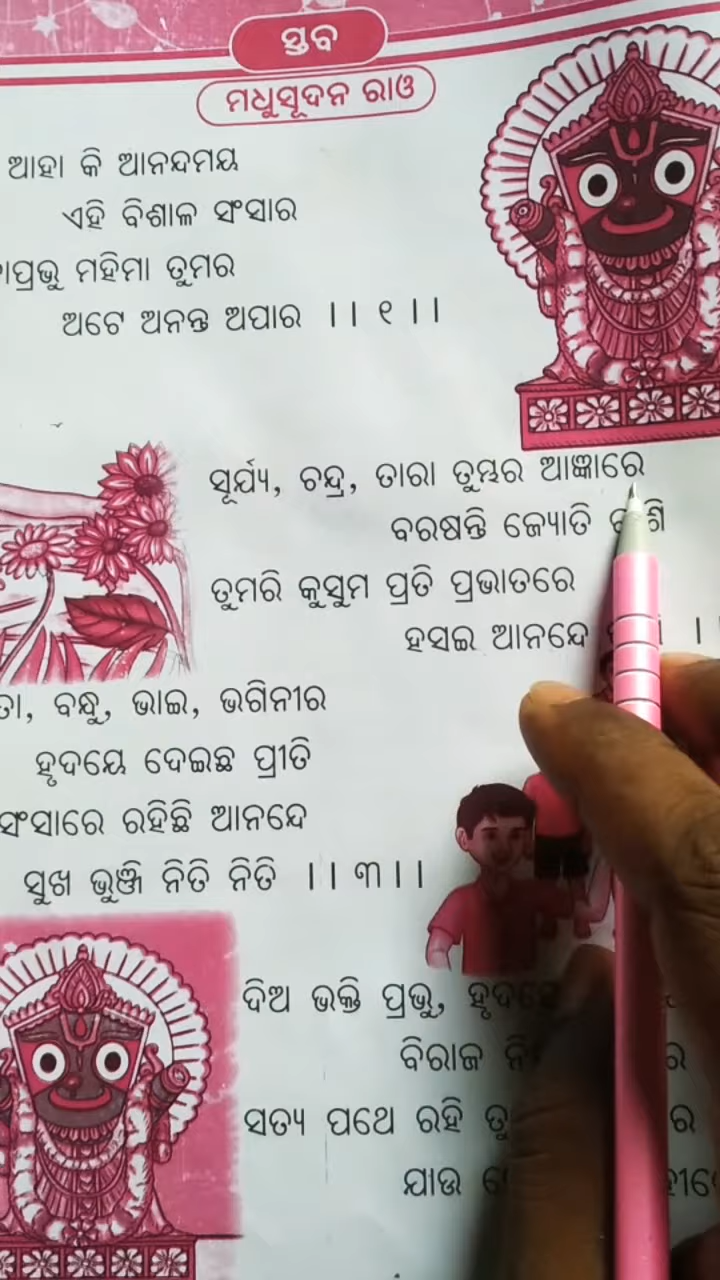 ସ୍ତବ
ମଧୁସୂଦନ ରାଓ
ଆହା କି ଆନନ୍ଦମୟ
ଏହି ବିଶାଳ ସଂସାର
ମହିମା ତୁମର
ଅଟେ ଅନନ୍ତ ଅପାର ।। ୧ ।।
ସୂର୍ଯ୍ୟ, ଚନ୍ଦ୍ର, ତାରା ତୁମ୍ଭର ଆଜ୍ଞାରେ
ବରଷନ୍ତି ଜ୍ୟୋତି
ତୁମରି କୁସୁମ ପ୍ରତି ପ୍ରଭାତରେ
ହସଇ ଆନନ୍ଦେ
ବନ୍ଧୁ, ଭାଇ, ଭଗିନୀର
ହୃଦୟେ ଦେଇଛ ପ୍ରୀତି
ସଂସାରେ ରହିଛି ଆନନ୍ଦେ
ସୁଖ ଭୁଞ୍ଜି ନିତି ନିତି ।। ୩ ।।
ଦିଅ ଭକ୍ତି ପ୍ରଭୁ,
ବିରାଜ
ସତ୍ୟ ପଥେ ରହି
ଯାଉ